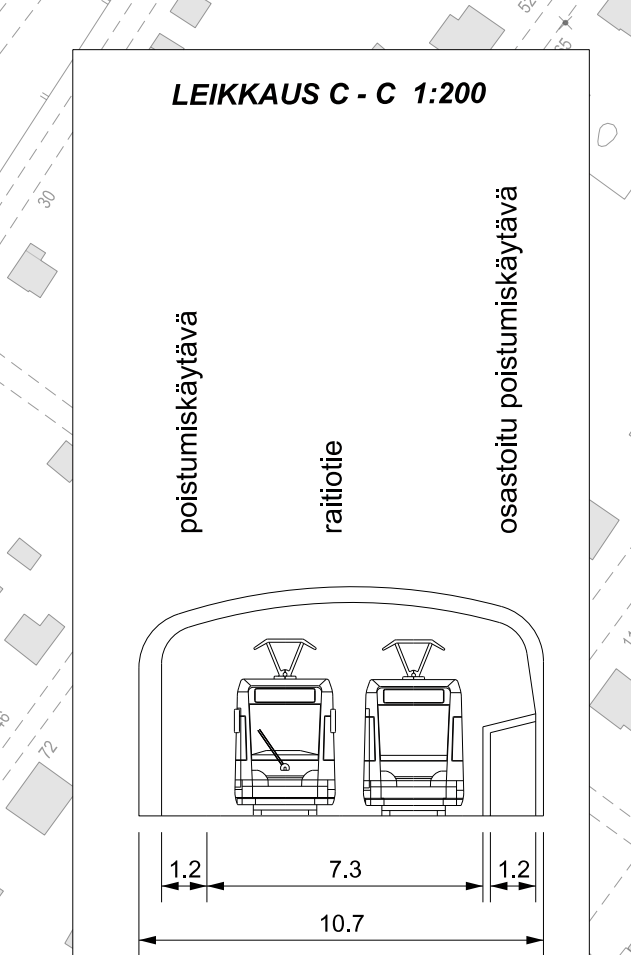 LEIKKAUS C - C 1:200
poistumiskäytävä
raitiotie
osastoitu poistumiskäytävä
1.2
7.3
1.2
10.7
30
72